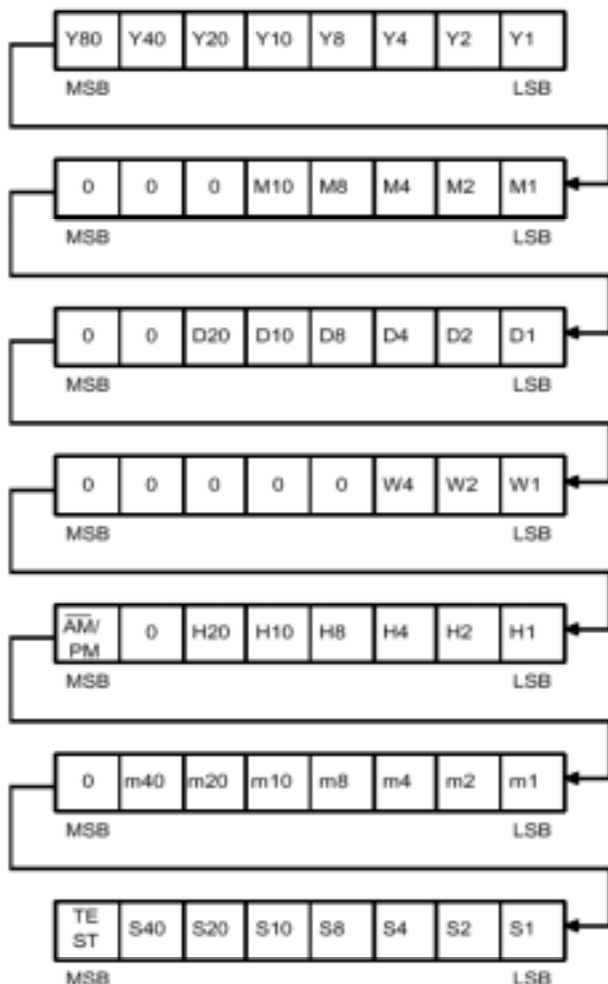 Y80 Y40 Y20 Y10 Y8 Y4 Y2 Y1
MSB LSB
0 0 0 M10 M8 M4 M2 M1
MSB LSB
0 0 D20 D10 D8 D4 D2 D1
MSB LSB
0 0 0 0 0 W4 W2 W1
MSB LSB
A̅M̅/
PM 0 H20 H10 H8 H4 H2 H1
MSB LSB
0 m40 m20 m10 m8 m4 m2 m1
MSB LSB
TE
ST S40 S20 S10 S8 S4 S2 S1
MSB LSB